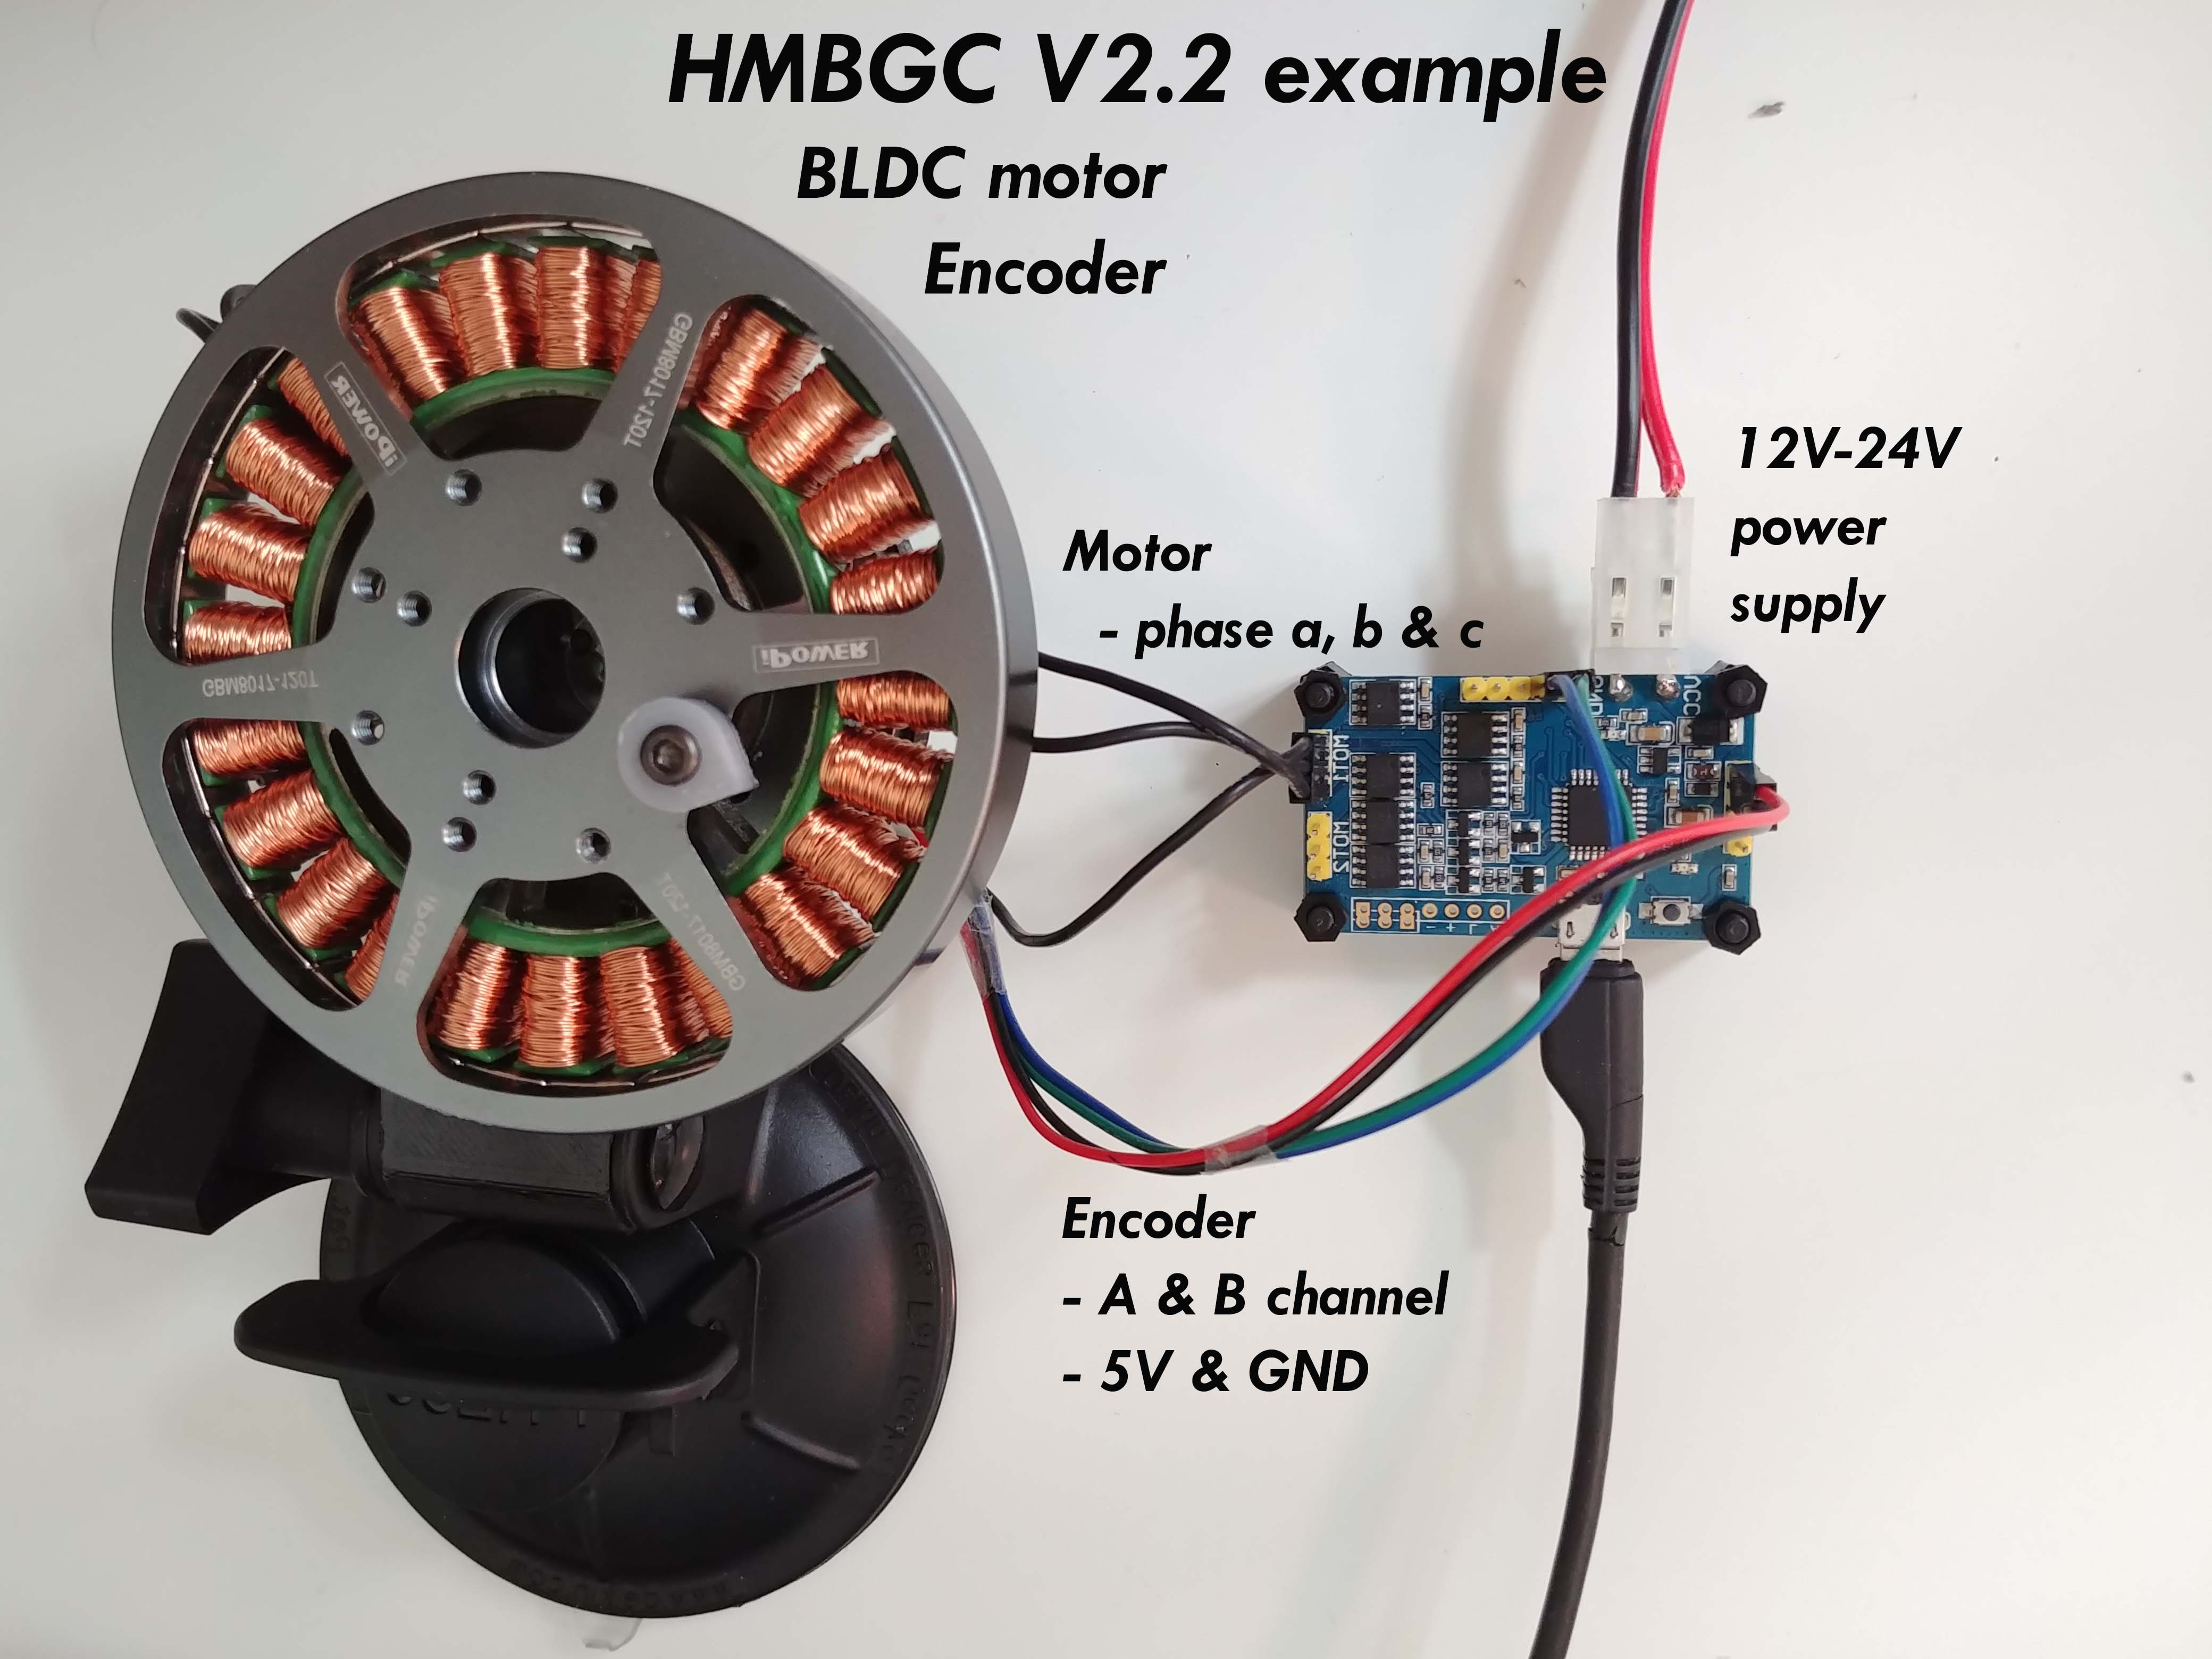 HMBGC V2.2 example
BLDC motor
Encoder
12V-24V
power
supply
Motor
- phase a, b & c
Encoder
- A & B channel
- 5V & GND
GBM8017-120T
iPOWER
iPOWER
GBM8017-120T
iPOWER
GBM8017-120T
MOT1
MOT2
GND
VCC